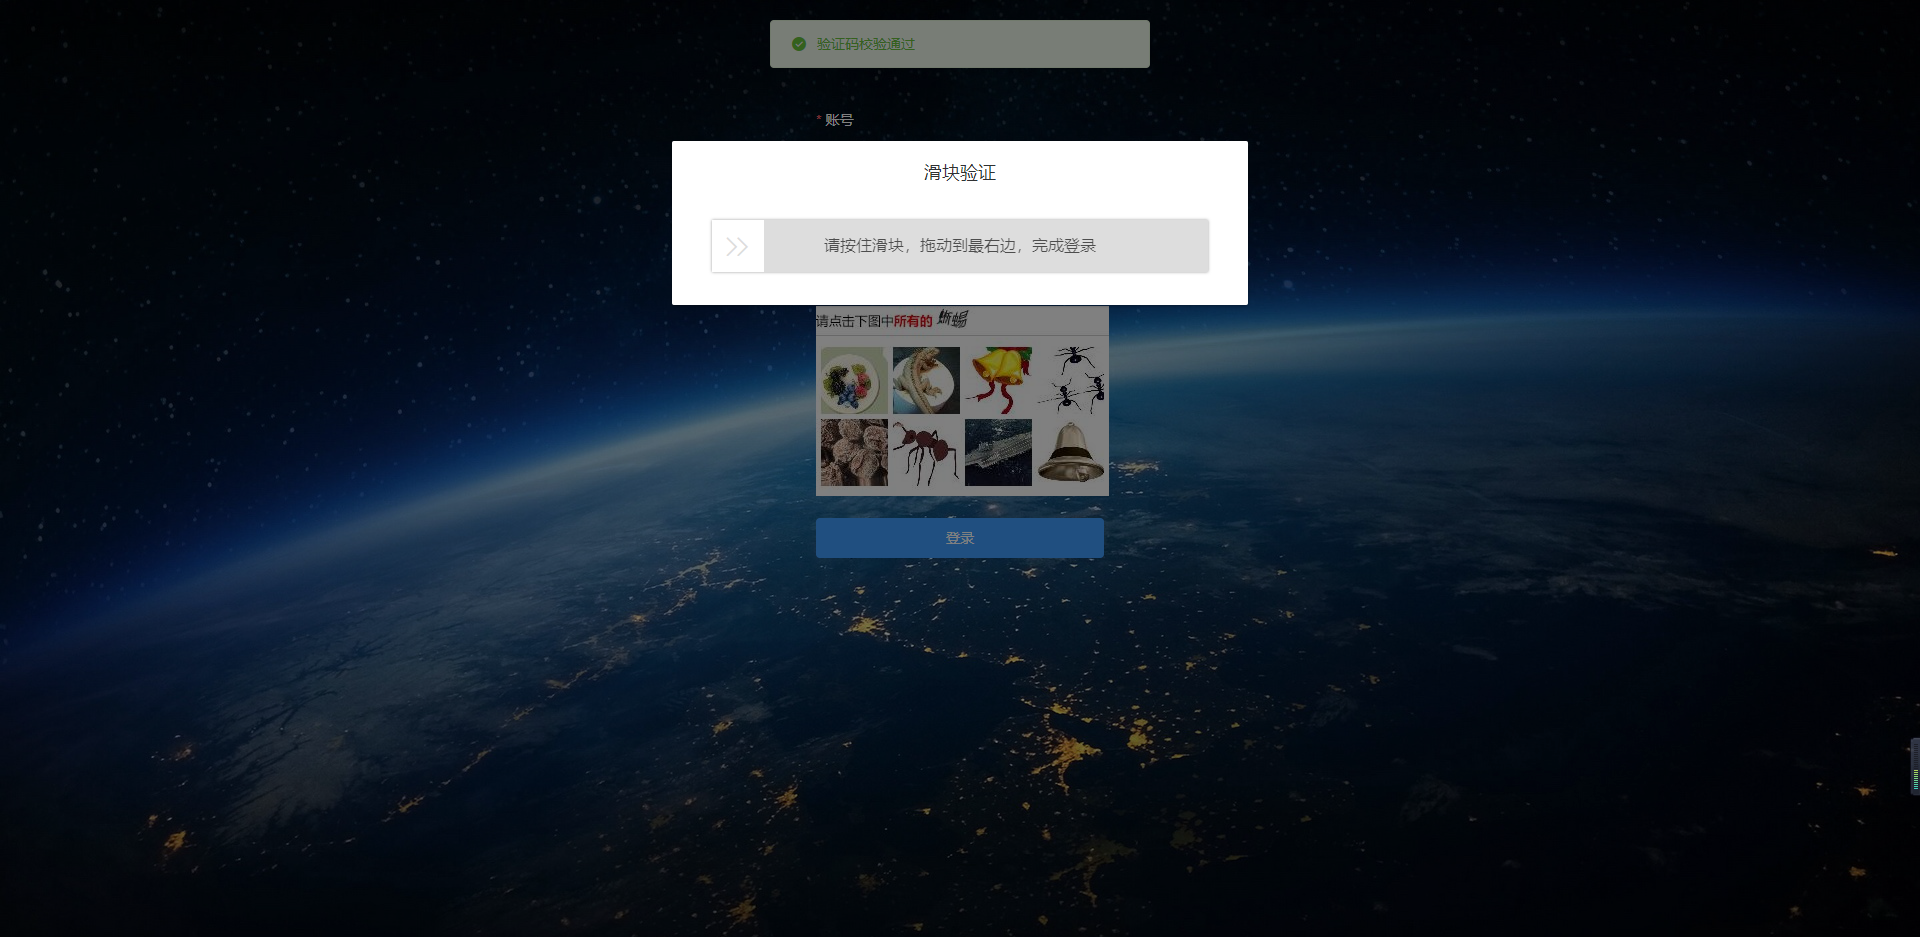 验证码校验通过
* 账号
滑块验证
请按住滑块，拖动到最右边，完成登录
请点击下图中所有的 蜥蜴
登录